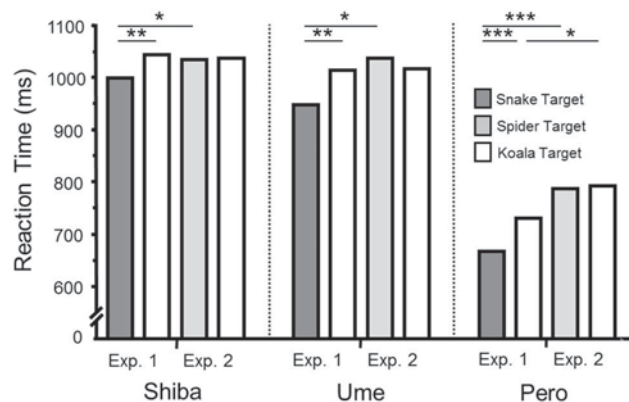 * * ***
** ** *** *
1100
1000
900
800
700
600
0
Reaction Time (ms)
Snake Target
Spider Target
Koala Target
Exp. 1 Exp. 2 Exp. 1 Exp. 2 Exp. 1 Exp. 2
Shiba Ume Pero